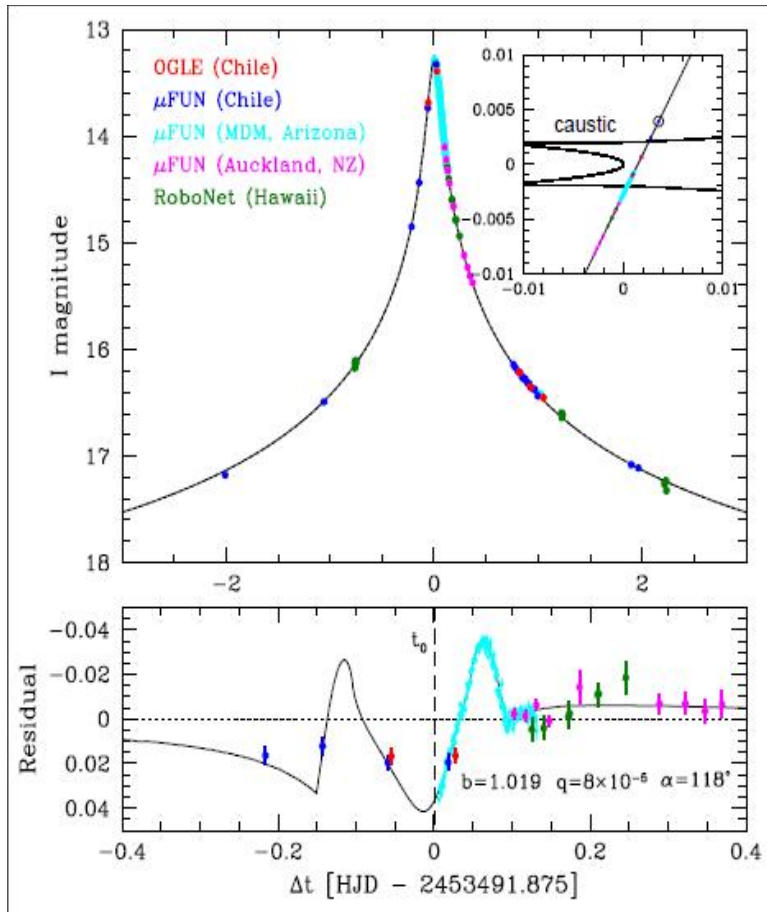 13
14
15
16
17
18
I magnitude
OGLE (Chile)
μFUN (Chile)
μFUN (MDM, Arizona)
μFUN (Auckland, NZ)
RoboNet (Hawaii)
0.01
0.005
0
-0.005
-0.01
caustic
-0.01
0
0.01
-2
0
2
-0.04
-0.02
0
0.02
0.04
Residual
t₀
b=1.019 q=8×10⁻⁶ α=118°
-0.4
-0.2
0
0.2
0.4
Δt [HJD - 2453491.875]